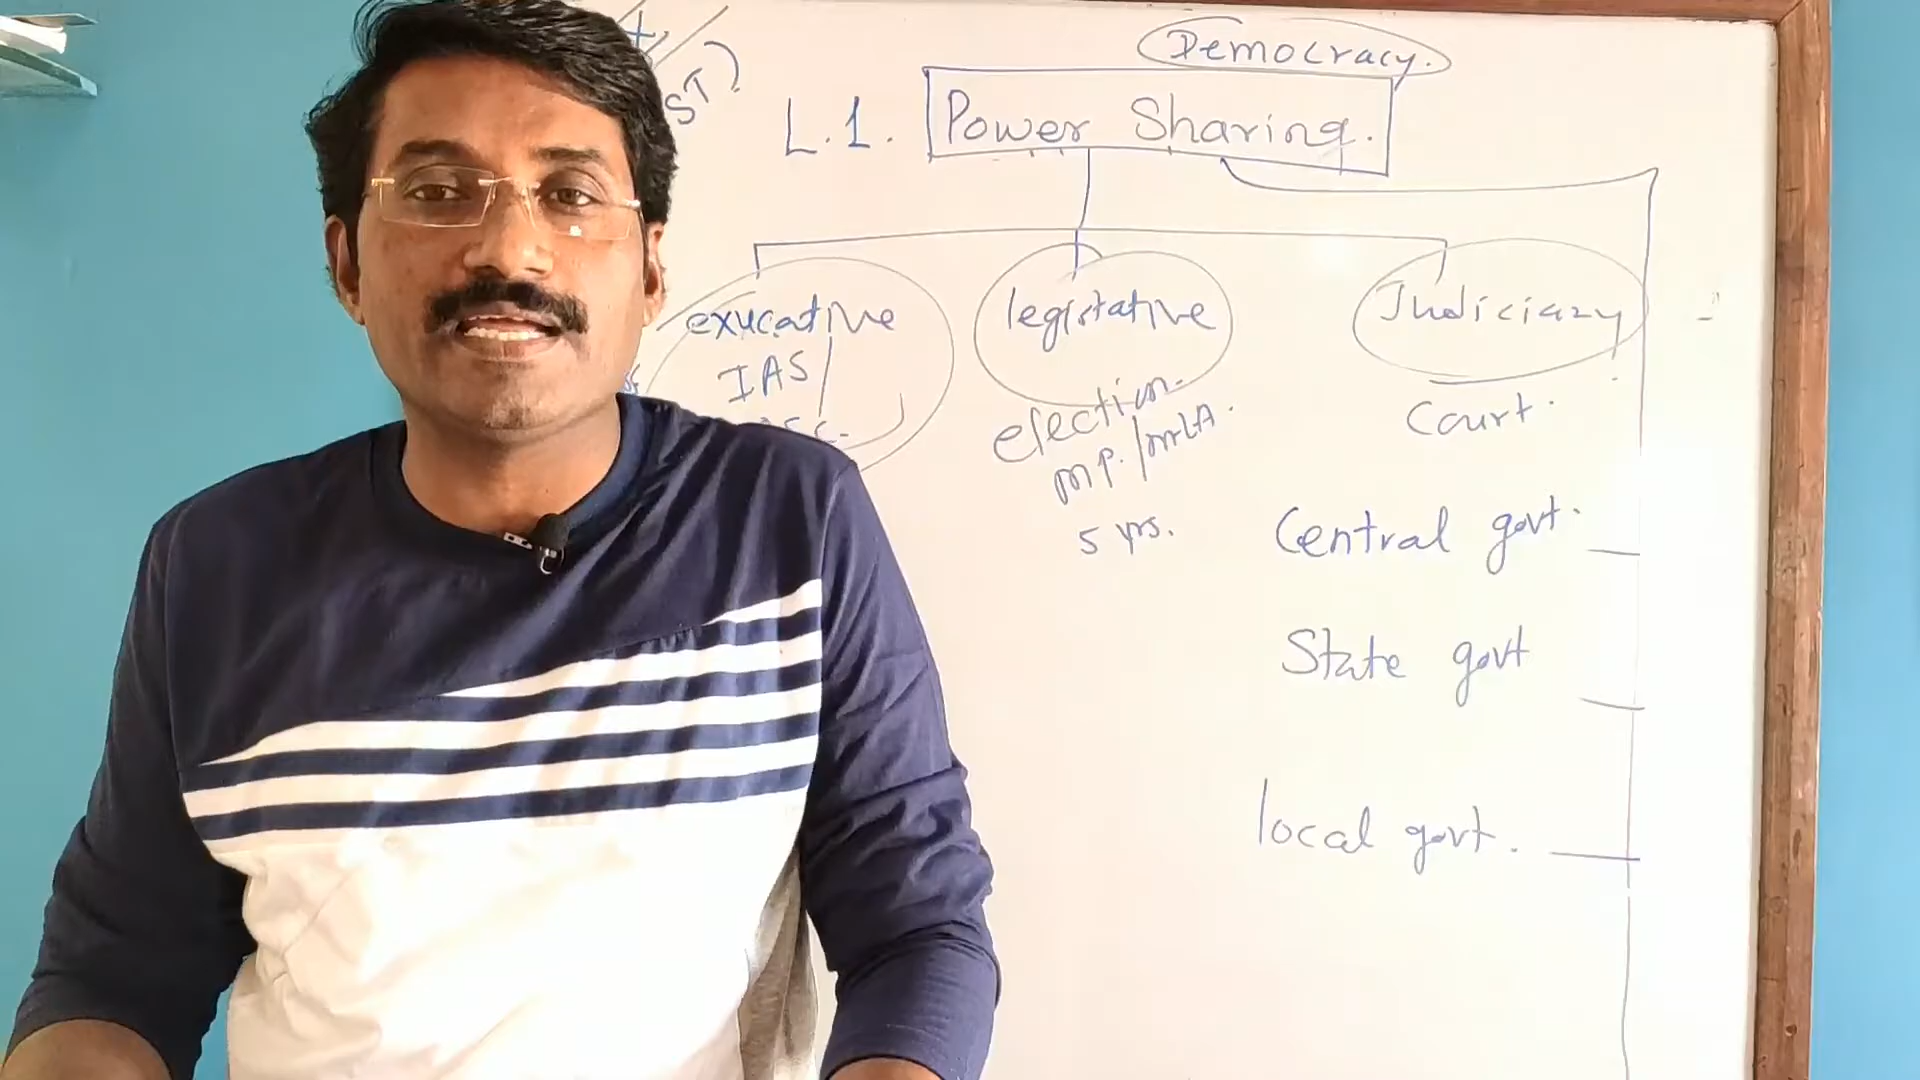 Democracy.
ST)
L.1. Power Sharing.
exucative legistative Judiciary
IAS
election- Court.
MP./MLA.
5 yrs. Central govt.
State govt
local govt.